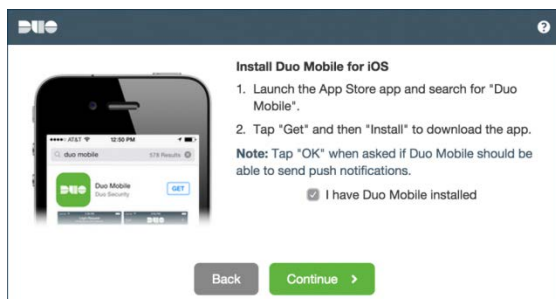 DUO
?
Install Duo Mobile for iOS
1. Launch the App Store app and search for "Duo
Mobile".
2. Tap "Get" and then "Install" to download the app.
Note: Tap "OK" when asked if Duo Mobile should be
able to send push notifications.
I have Duo Mobile installed
AT&T 12:50 PM
duo mobile 578 Results
Duo Mobile
Duo Security
GET
DUO
Back
Continue >